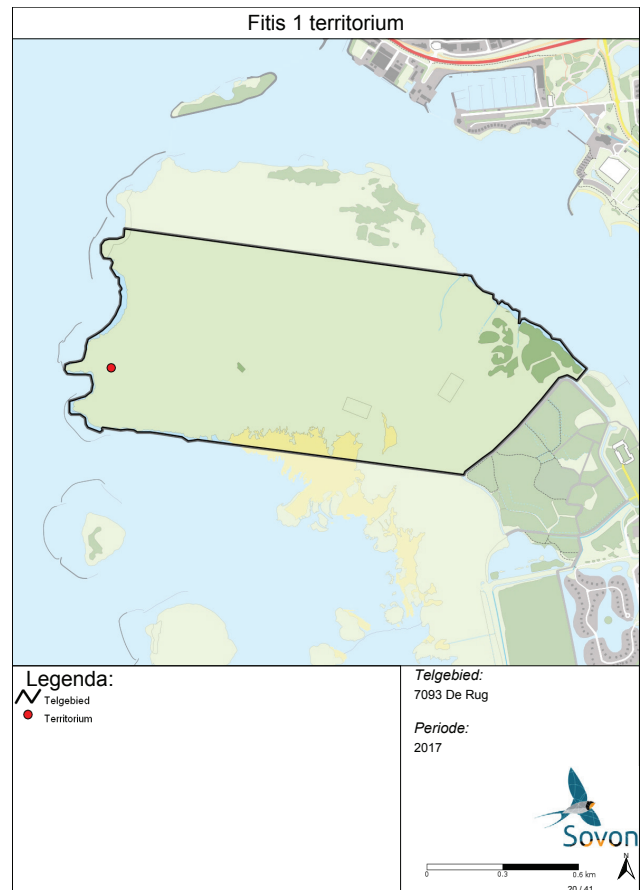 Fitis 1 territorium
Legenda:
Telgebied
Territorium
Telgebied:
7093 De Rug
Periode:
2017
Sovon
N
0 0.3 0.6 km
20 / 41